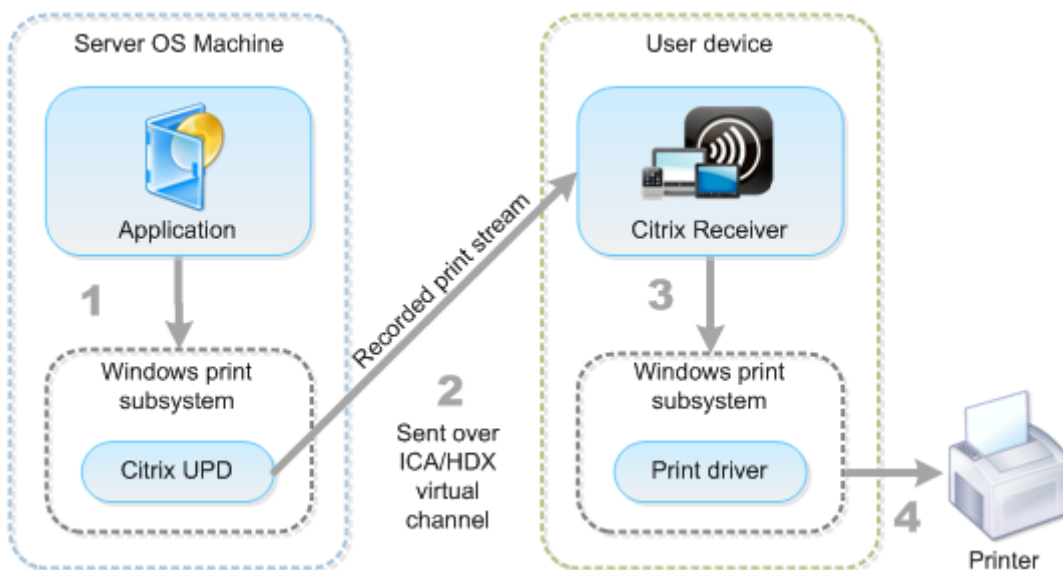 Server OS Machine
Application
1
Windows print
subsystem
Citrix UPD
Recorded print stream
2
Sent over
ICA/HDX
virtual
channel
User device
Citrix Receiver
3
Windows print
subsystem
Print driver
4
Printer